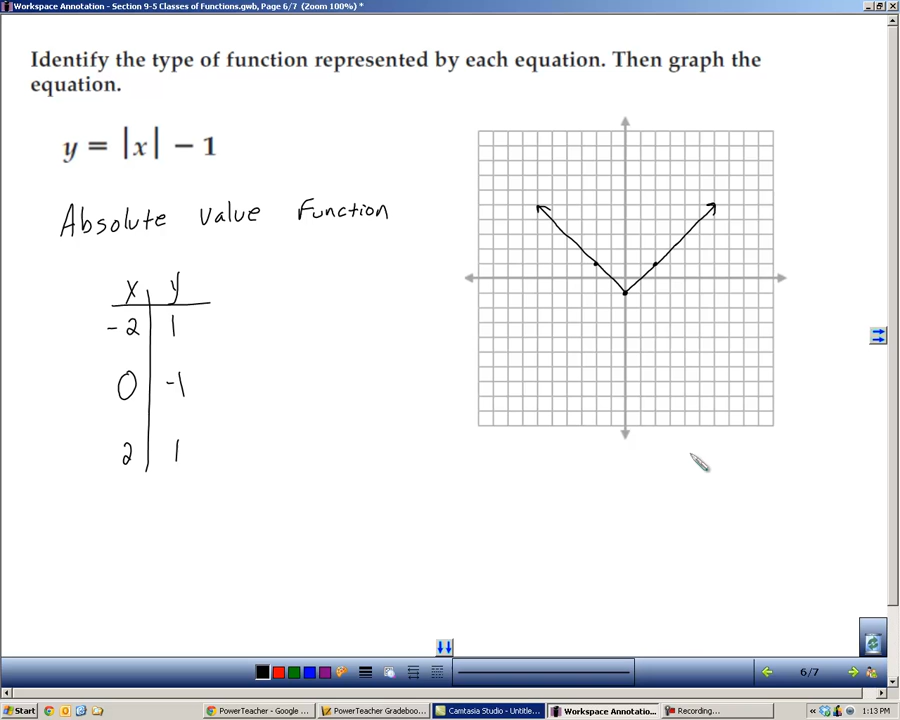 Workspace Annotation - Section 9-5 Classes of Functions.gwb, Page 6/7 (Zoom 100%) *
Identify the type of function represented by each equation. Then graph the
equation.
y = |x| − 1
Absolute value Function
x y
-2 1
0 -1
2 1
6/7
Start
PowerTeacher - Google ...
PowerTeacher Gradeboo...
Camtasia Studio - Untitle...
Workspace Annotatio...
Recording...
1:13 PM